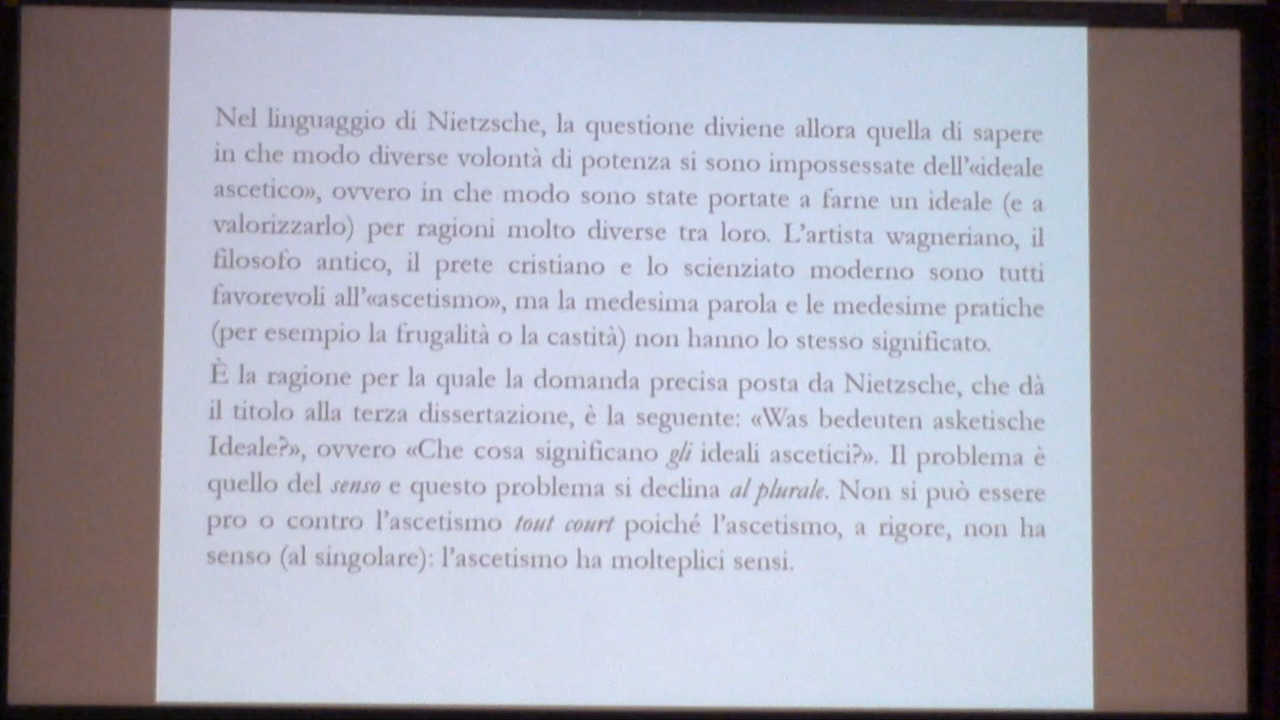 Nel linguaggio di Nietzsche, la questione diviene allora quella di sapere
in che modo diverse volontà di potenza si sono impossessate dell'«ideale
ascetico», ovvero in che modo sono state portate a farne un ideale (e a
valorizzarlo) per ragioni molto diverse tra loro. L'artista wagneriano, il
filosofo antico, il prete cristiano e lo scienziato moderno sono tutti
favorevoli all'«ascetismo», ma la medesima parola e le medesime pratiche
(per esempio la frugalità o la castità) non hanno lo stesso significato.
È la ragione per la quale la domanda precisa posta da Nietzsche, che dà
il titolo alla terza dissertazione, è la seguente: «Was bedeuten asketische
Ideale?», ovvero «Che cosa significano gli ideali ascetici?». Il problema è
quello del senso e questo problema si declina al plurale. Non si può essere
pro o contro l'ascetismo tout court poiché l'ascetismo, a rigore, non ha
senso (al singolare): l'ascetismo ha molteplici sensi.